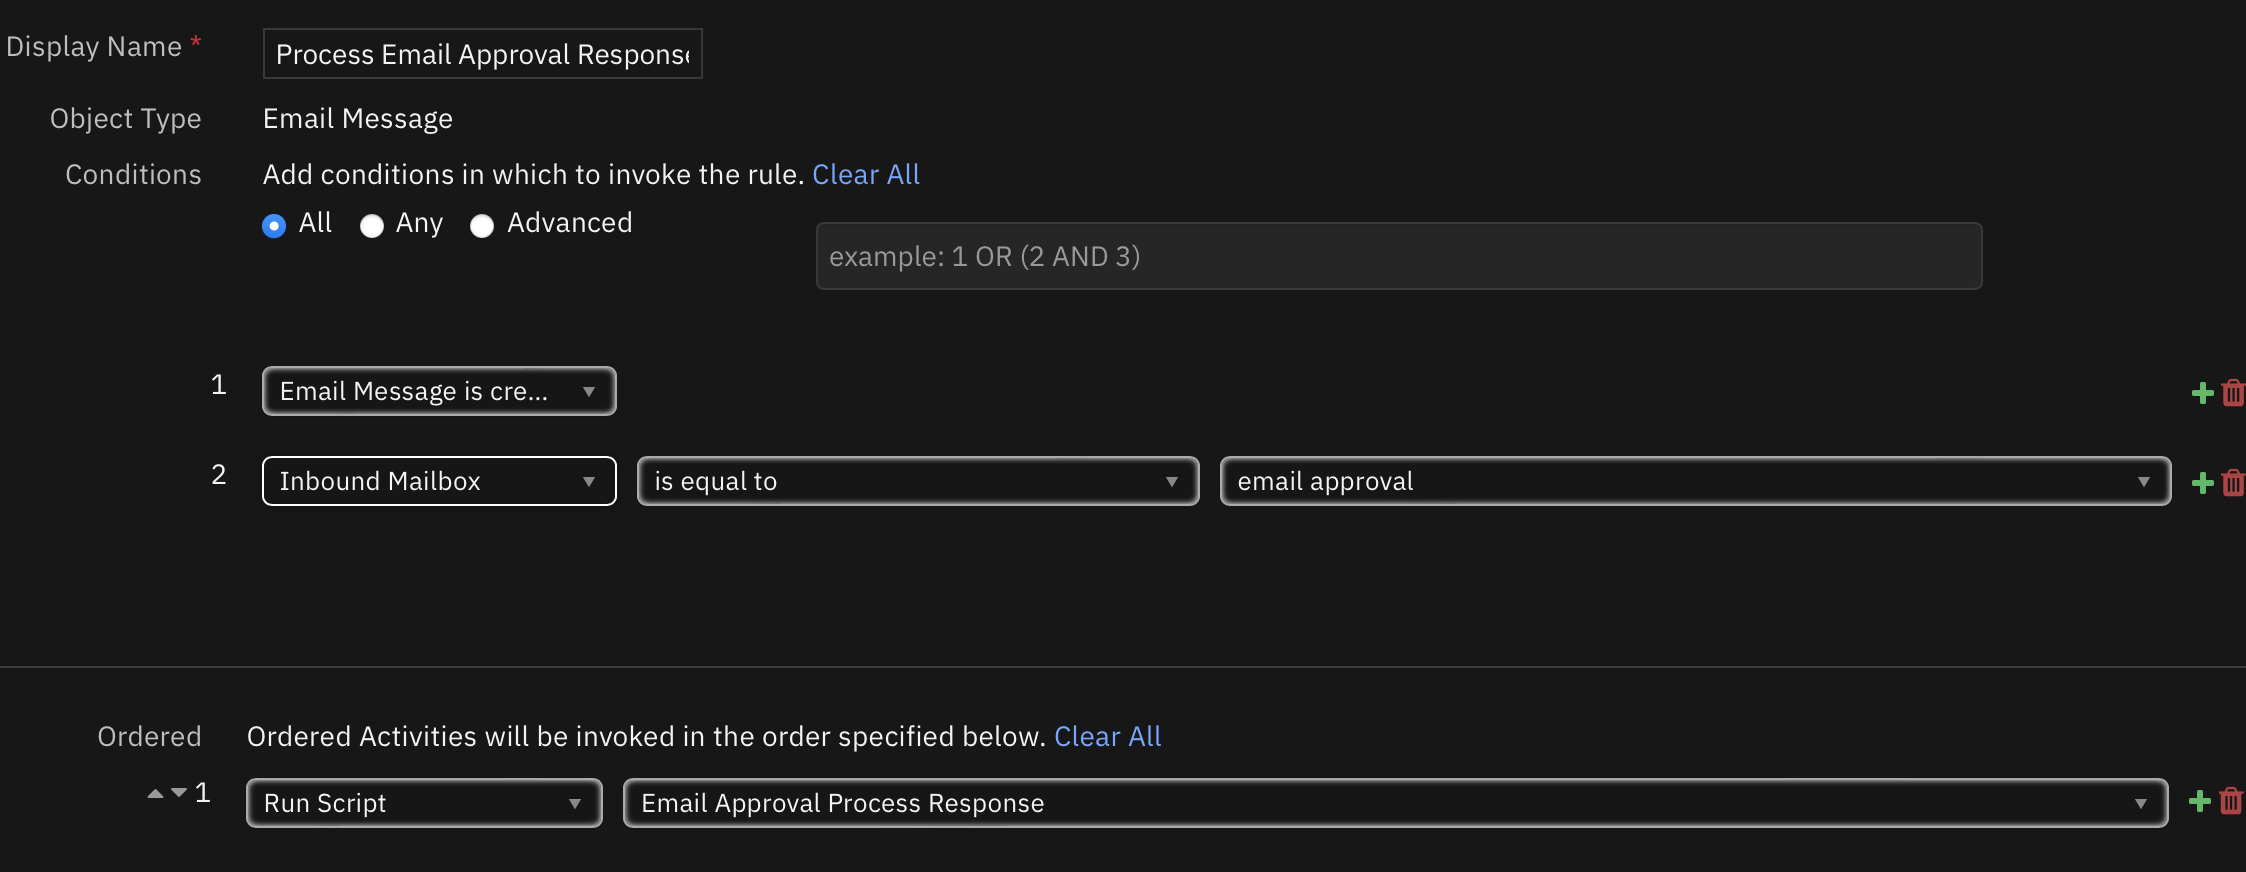 Display Name *
Process Email Approval Respons
Object Type
Email Message
Conditions
Add conditions in which to invoke the rule. Clear All
All Any Advanced
example: 1 OR (2 AND 3)
1 Email Message is cre...
2 Inbound Mailbox is equal to email approval
Ordered
Ordered Activities will be invoked in the order specified below. Clear All
1 Run Script Email Approval Process Response